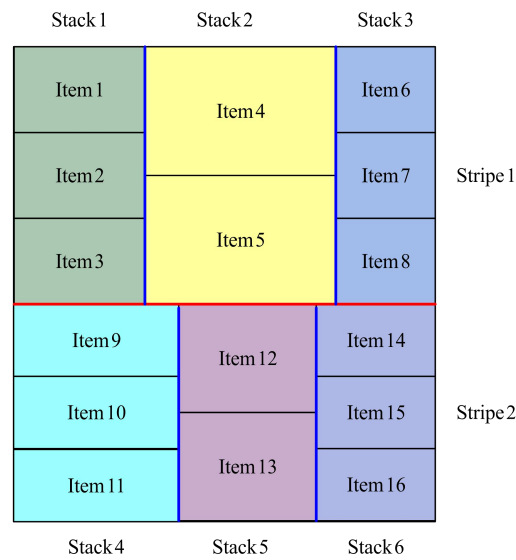 Stack 1 Stack 2 Stack 3
Item 1
Item 4
Item 6
Item 2
Item 7
Stripe 1
Item 5
Item 3
Item 8
Item 9
Item 14
Item 12
Item 10
Item 15
Stripe 2
Item 13
Item 11
Item 16
Stack 4 Stack 5 Stack 6